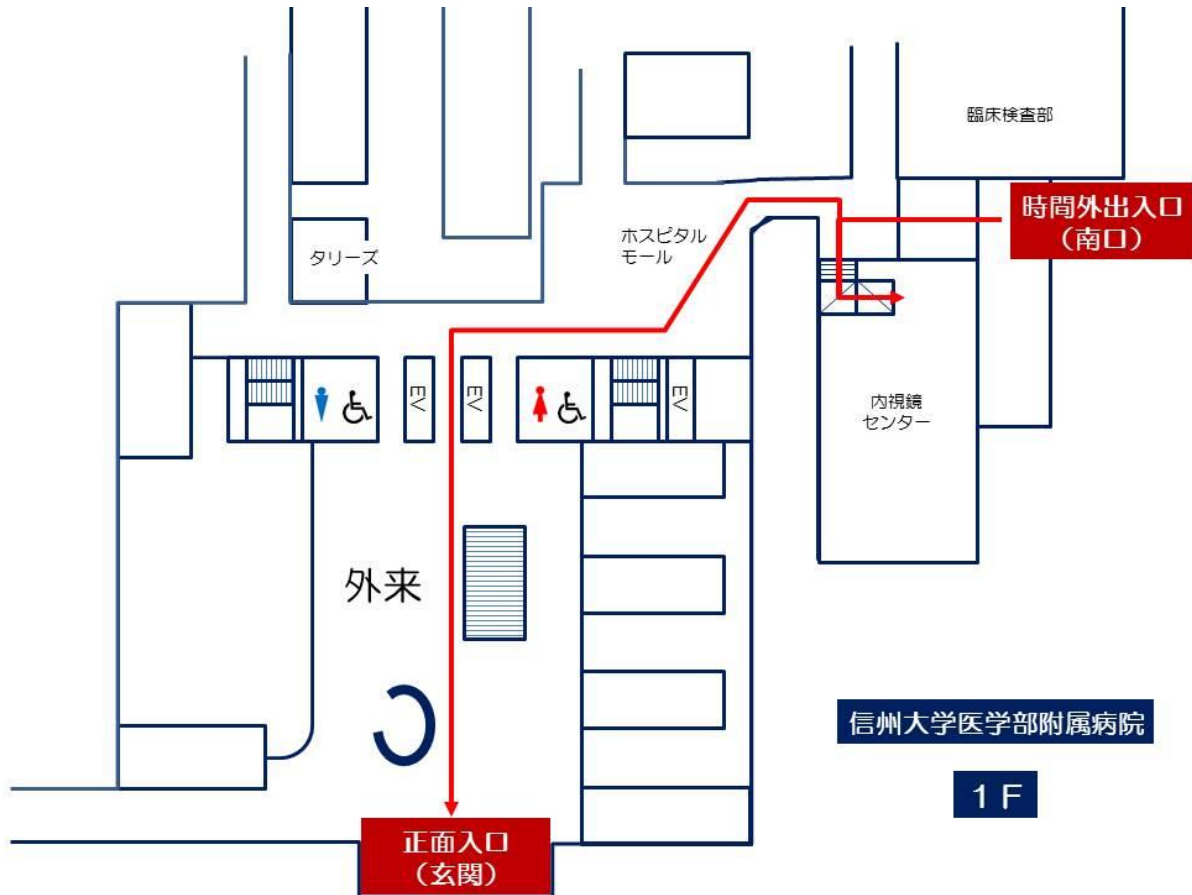 臨床検査部
時間外出入口
（南口）
ホスピタル
モール
タリーズ
EV
EV
EV
内視鏡
センター
外来
信州大学医学部附属病院
１Ｆ
正面入口
（玄関）